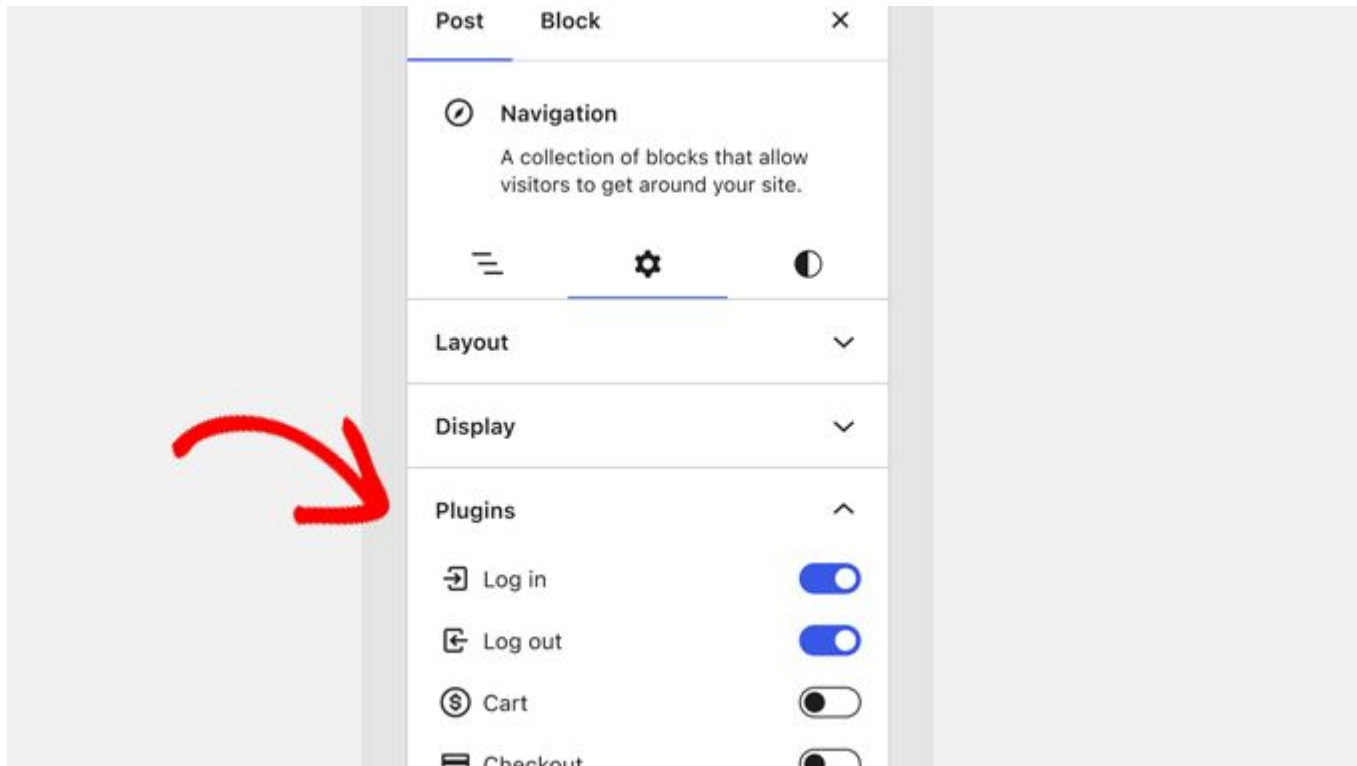 Post Block
Navigation
A collection of blocks that allow
visitors to get around your site.
Layout
Display
Plugins
Log in
Log out
Cart
Checkout